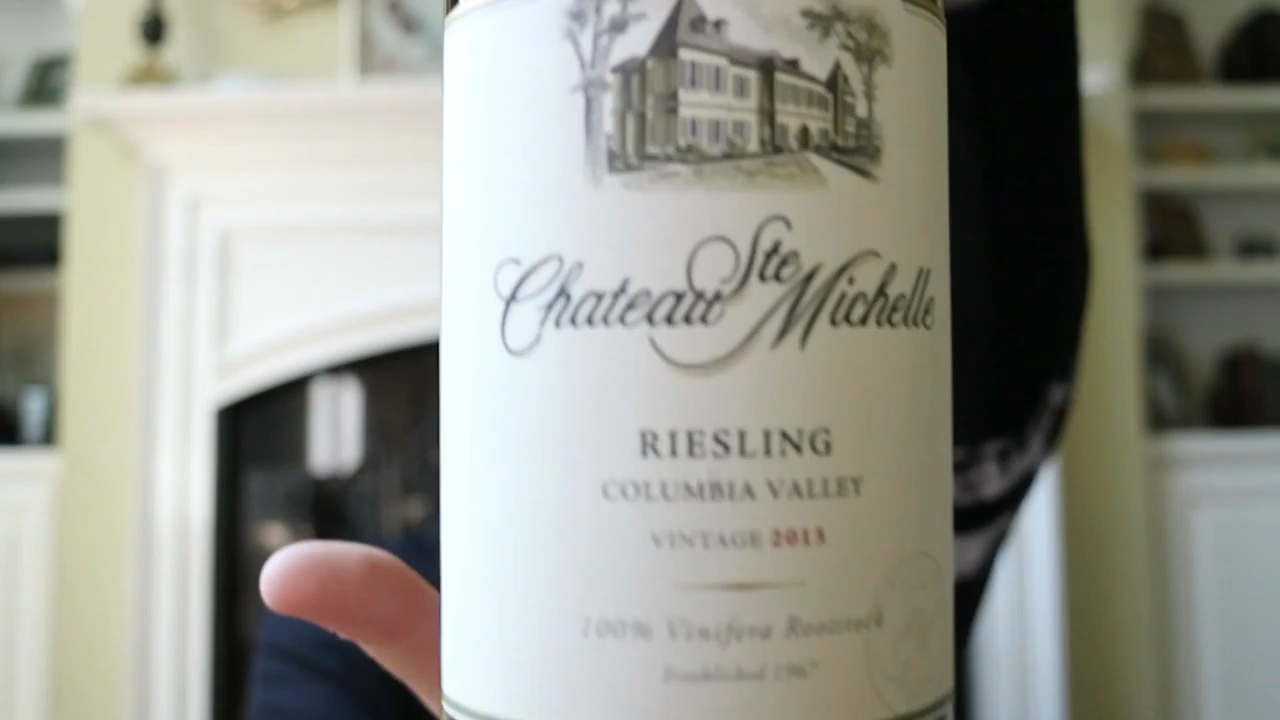 Chateau Ste Michelle
RIESLING
COLUMBIA VALLEY
VINTAGE 2013
100% Vinifera Rootstock
Established 1967